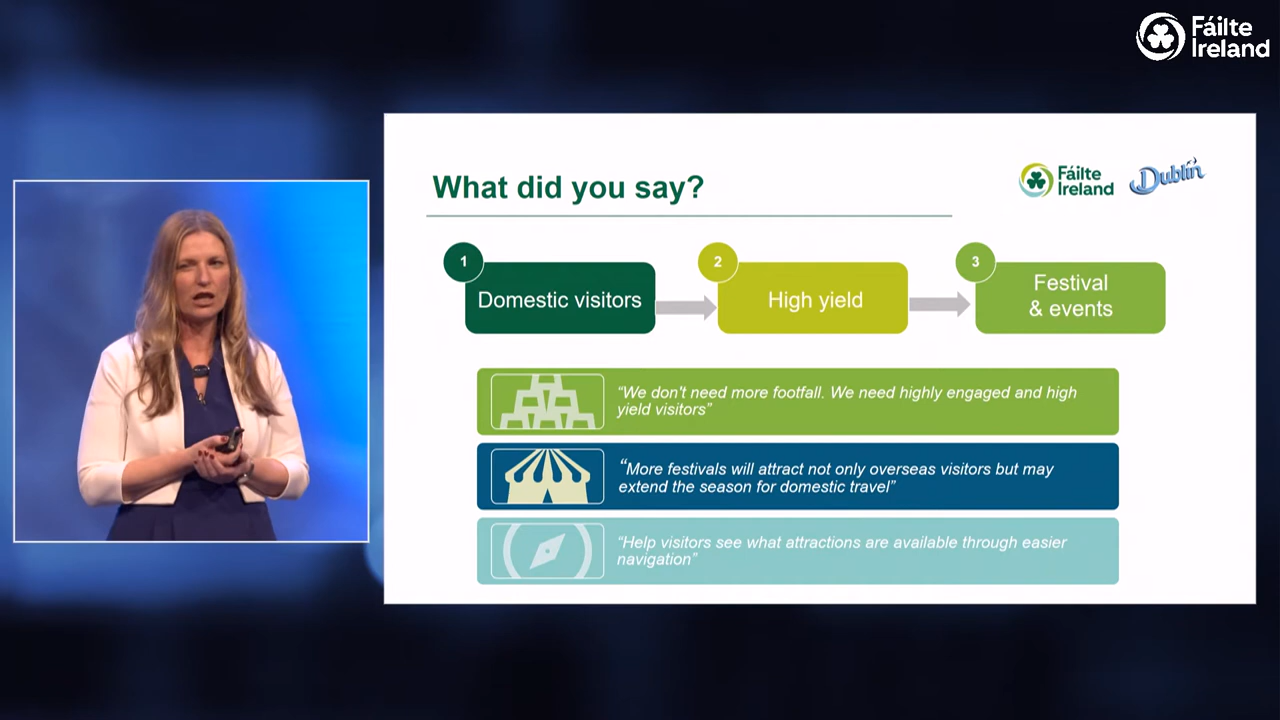 Fáilte
Ireland
What did you say?
Fáilte
Ireland
Dublin
1
Domestic visitors
2
High yield
3
Festival
& events
“We don't need more footfall. We need highly engaged and high
yield visitors”
“More festivals will attract not only overseas visitors but may
extend the season for domestic travel”
“Help visitors see what attractions are available through easier
navigation”